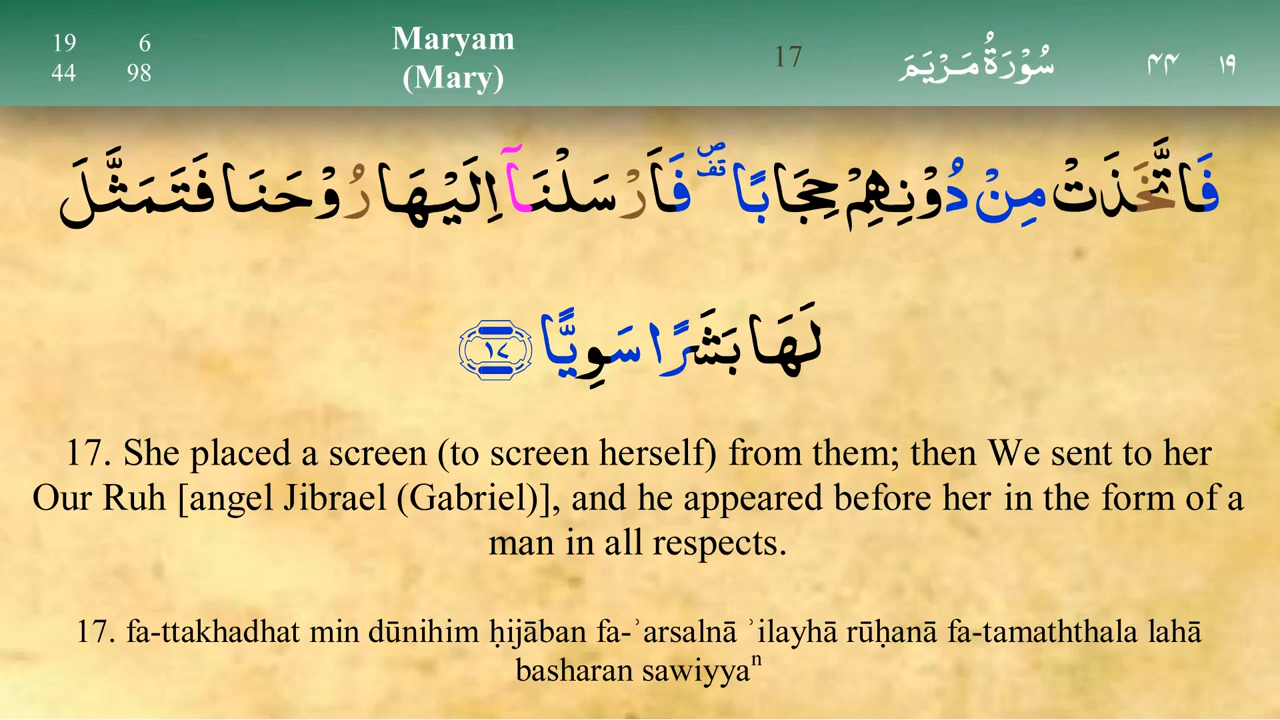 19 6 Maryam 17 سُوْرَةُ مَرْيَمَ ۴۴ ۱۹
44 98 (Mary)
فَاتَّخَذَتْ مِنْ دُوْنِهِمْ حِجَابًا ۪ۗ فَاَرْسَلْنَاۤ اِلَيْهَا رُوْحَنَا فَتَمَثَّلَ
لَهَا بَشَرًا سَوِيًّا ۱۷
17. She placed a screen (to screen herself) from them; then We sent to her
Our Ruh [angel Jibrael (Gabriel)], and he appeared before her in the form of a
man in all respects.
17. fa-ttakhadhat min dūnihim ḥijāban fa-ʾarsalnā ʾilayhā rūḥanā fa-tamaththala lahā
basharan sawiyyaⁿ